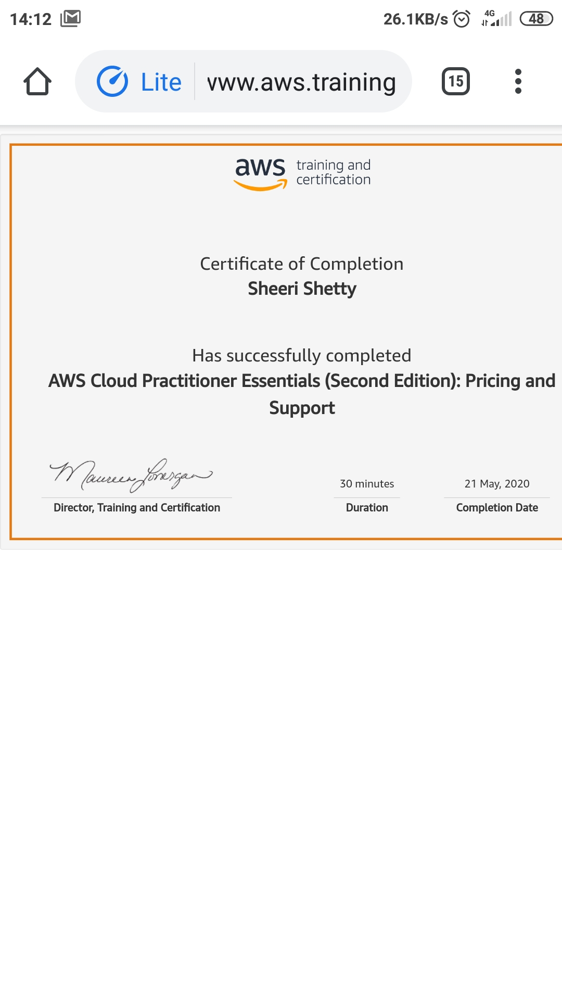 14:12 26.1KB/s 4G 48
Lite www.aws.training 15
aws training and
certification
Certificate of Completion
Sheeri Shetty
Has successfully completed
AWS Cloud Practitioner Essentials (Second Edition): Pricing and
Support
Maureen Lonergan
30 minutes 21 May, 2020
Director, Training and Certification Duration Completion Date